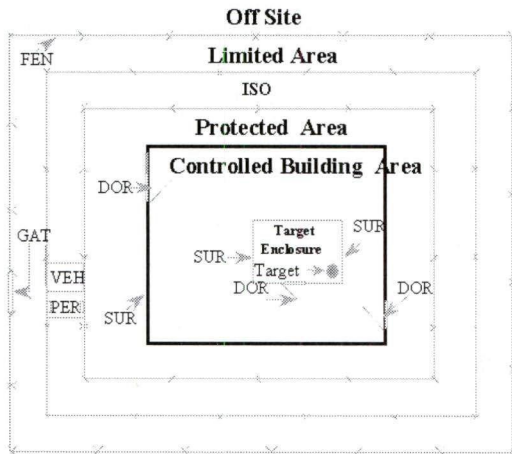 Off Site
FEN
Limited Area
ISO
Protected Area
Controlled Building Area
DOR
Target
Enclosure
SUR
GAT
SUR
Target
VEH
DOR
DOR
PER
SUR